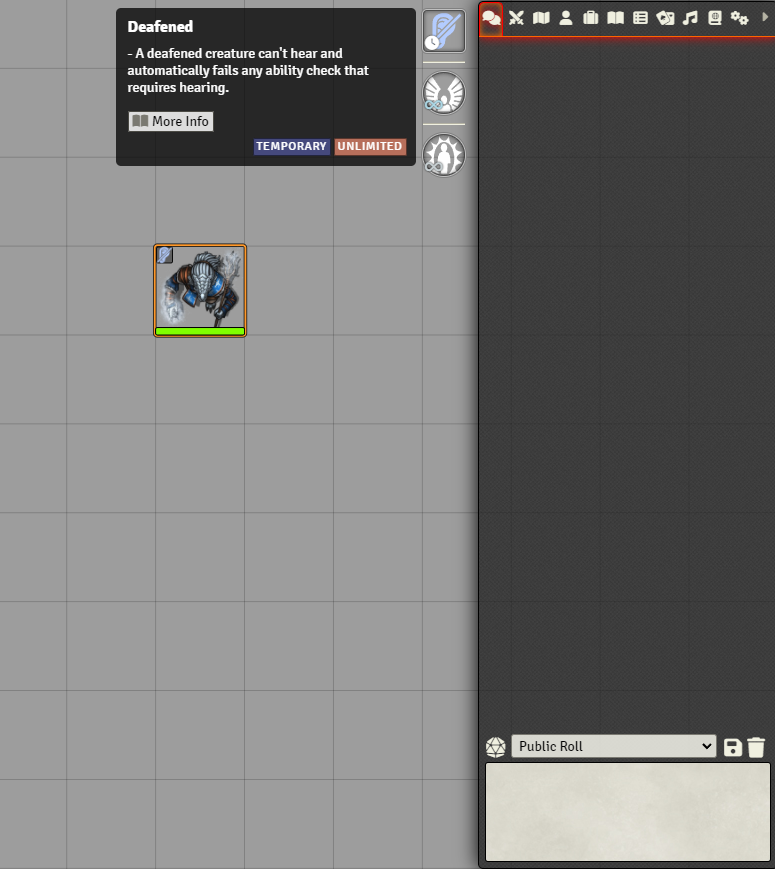 Deafened
- A deafened creature can't hear and
automatically fails any ability check that
requires hearing.
More Info
TEMPORARY UNLIMITED
Public Roll